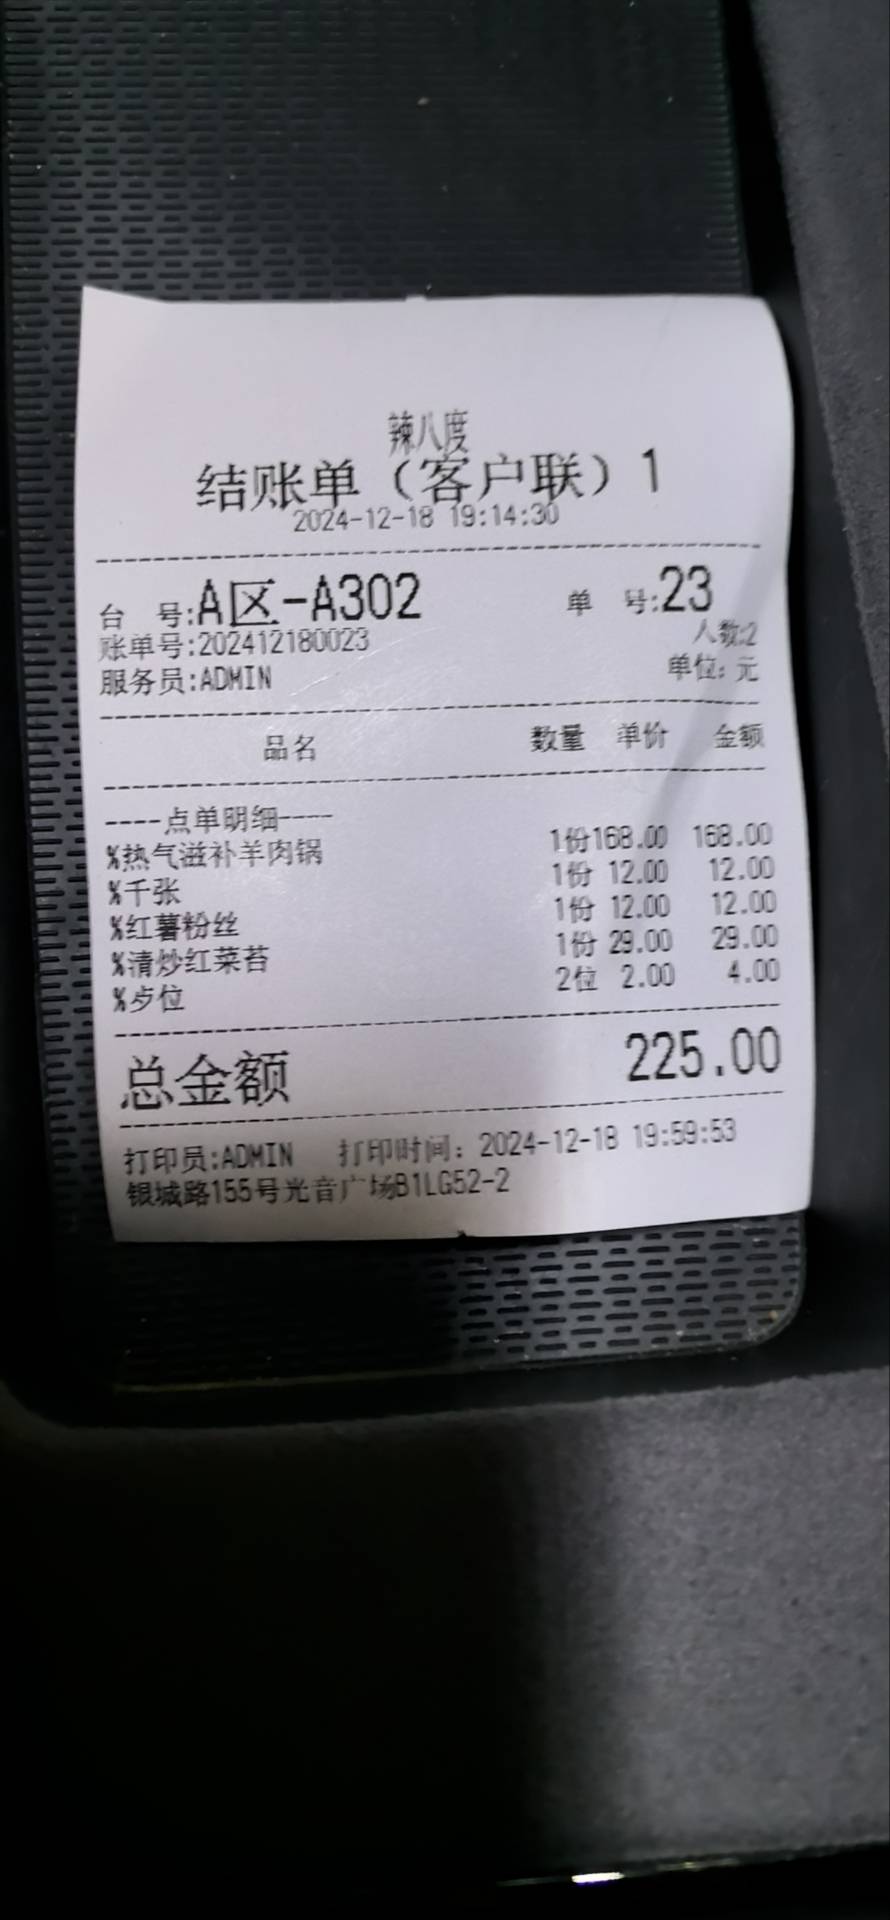 辣八度
结账单（客户联）1
2024-12-18 19:14:30
台 号:A区-A302 单 号:23
账单号:202412180023 人数:2
服务员:ADMIN 单位：元
品名 数量 单价 金额
----点单明细----
%热气滋补羊肉锅 1份 168.00 168.00
%千张 1份 12.00 12.00
%红薯粉丝 1份 12.00 12.00
%清炒红菜苔 1份 29.00 29.00
%歺位 2位 2.00 4.00
总金额 225.00
打印员:ADMIN 打印时间：2024-12-18 19:59:53
银城路155号光音广场B1LG52-2